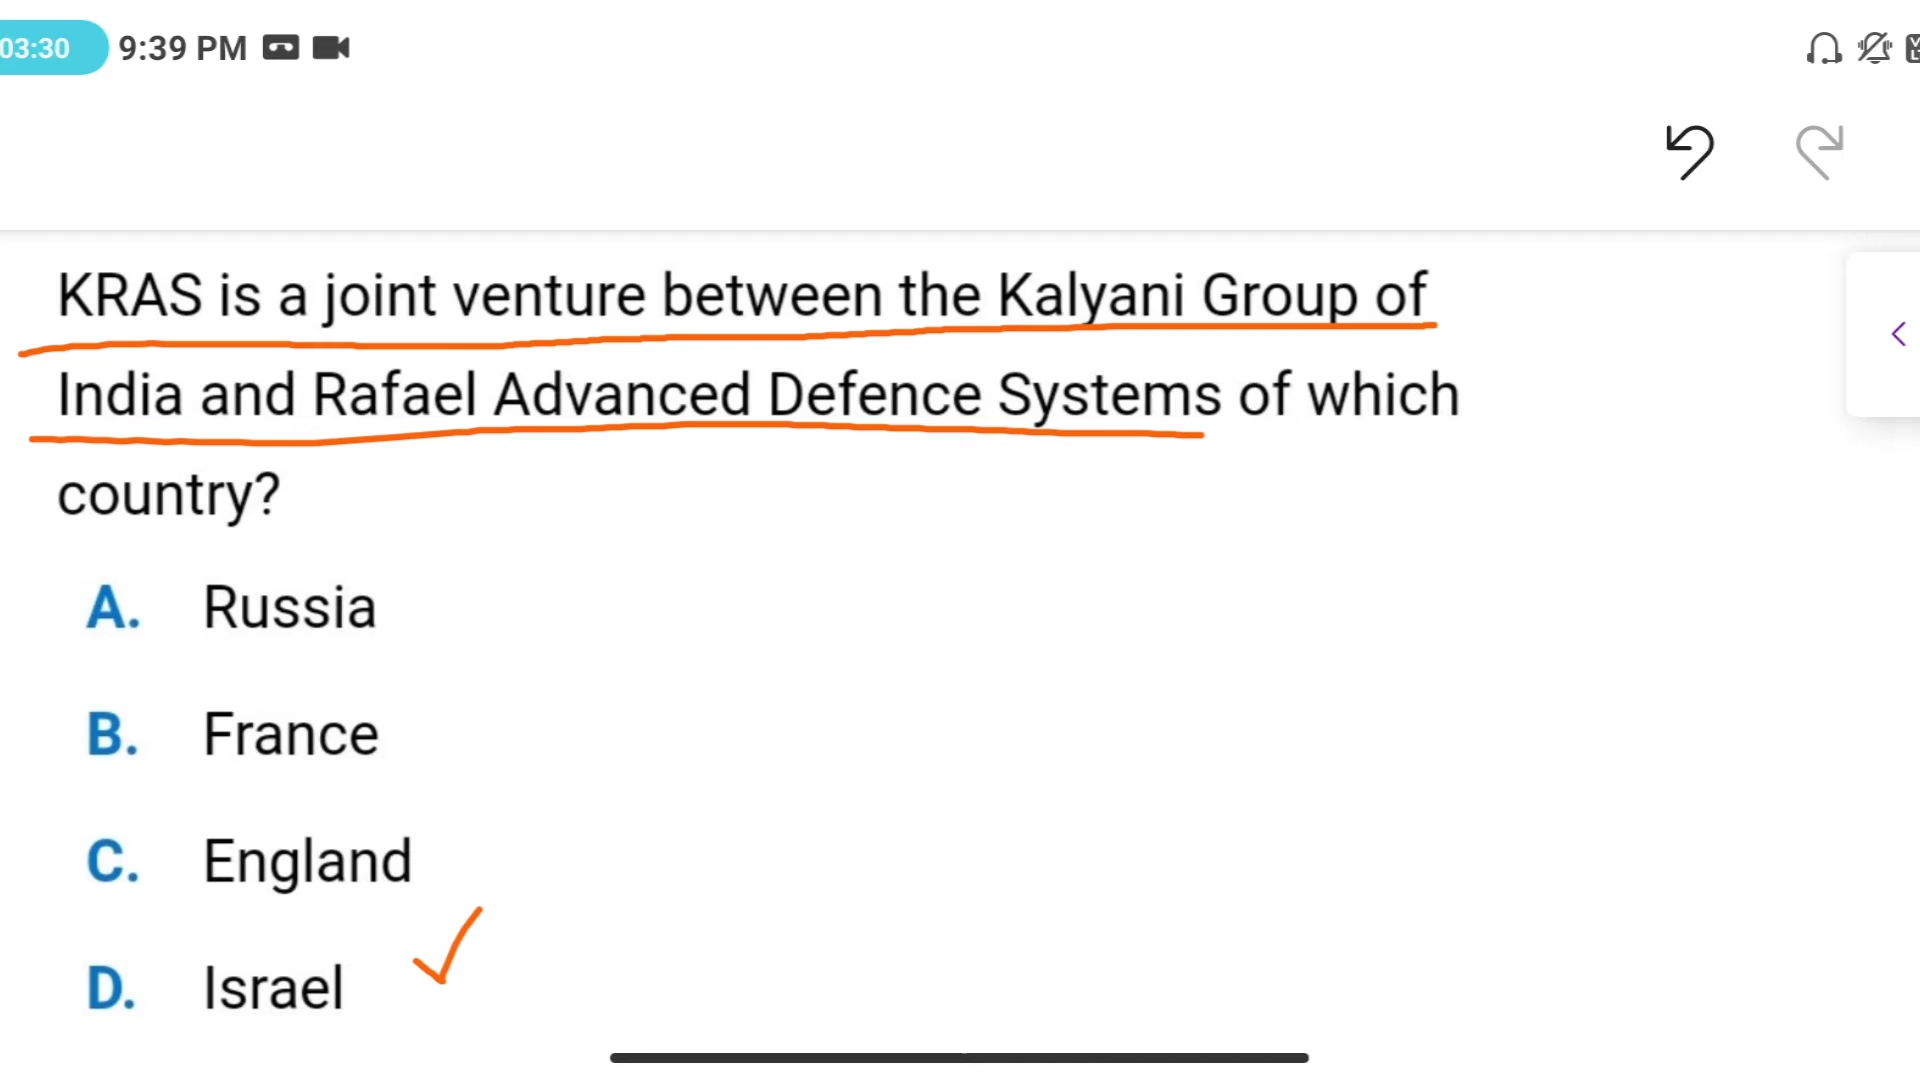 03:30 9:39 PM
KRAS is a joint venture between the Kalyani Group of
India and Rafael Advanced Defence Systems of which
country?
A. Russia
B. France
C. England
D. Israel